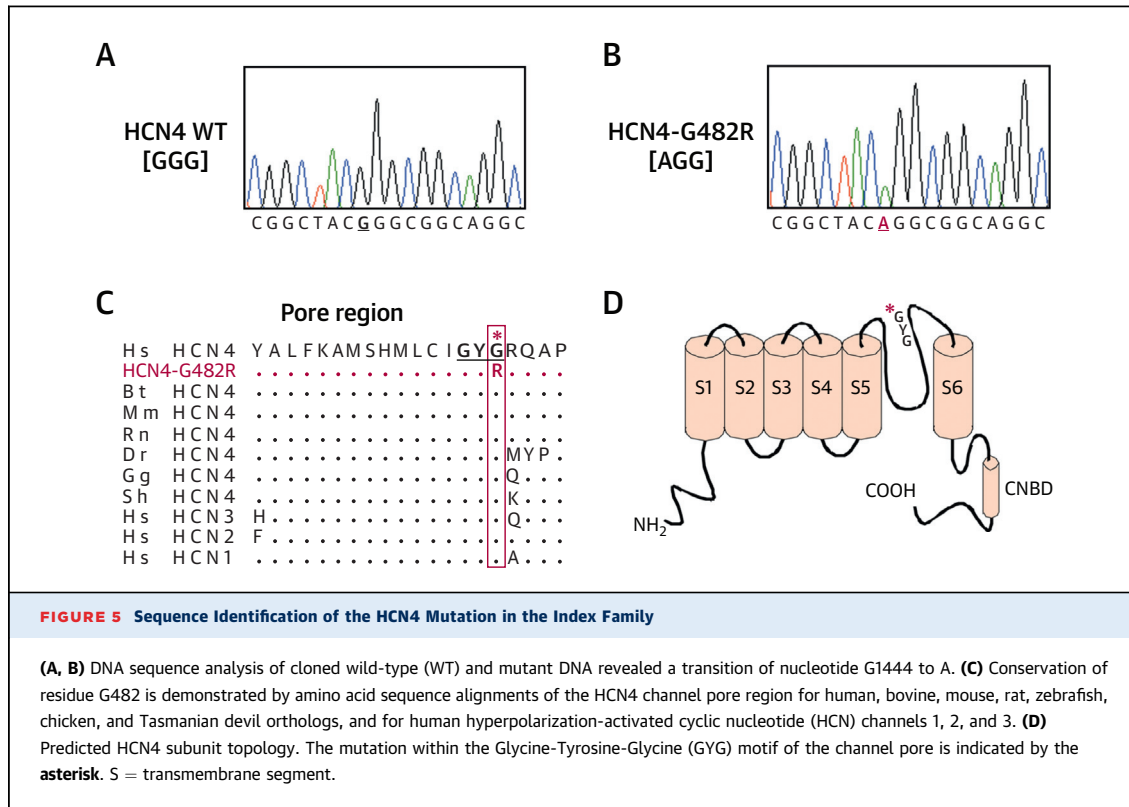 A
HCN4 WT
[GGG]
C G G C T A C G G G C G G C A G G C
B
HCN4-G482R
[AGG]
C G G C T A C A G G C G G C A G G C
C
Pore region
*
Hs HCN4 Y A L F K A M S H M L C I G Y G R Q A P
HCN4-G482R . . . . . . . . . . . . . . . R . . . .
Bt HCN4 . . . . . . . . . . . . . . . . . . . .
Mm HCN4 . . . . . . . . . . . . . . . . . . . .
Rn HCN4 . . . . . . . . . . . . . . . . . . . .
Dr HCN4 . . . . . . . . . . . . . . . . M Y P .
Gg HCN4 . . . . . . . . . . . . . . . . Q . . .
Sh HCN4 . . . . . . . . . . . . . . . . K . . .
Hs HCN3 H . . . . . . . . . . . . . . . Q . . .
Hs HCN2 F . . . . . . . . . . . . . . . . . . .
Hs HCN1 . . . . . . . . . . . . . . . . A . . .
D
*
G
Y
G
S1 S2 S3 S4 S5 S6
COOH
CNBD
NH2
FIGURE 5 Sequence Identification of the HCN4 Mutation in the Index Family
(A, B) DNA sequence analysis of cloned wild-type (WT) and mutant DNA revealed a transition of nucleotide G1444 to A. (C) Conservation of
residue G482 is demonstrated by amino acid sequence alignments of the HCN4 channel pore region for human, bovine, mouse, rat, zebrafish,
chicken, and Tasmanian devil orthologs, and for human hyperpolarization-activated cyclic nucleotide (HCN) channels 1, 2, and 3. (D)
Predicted HCN4 subunit topology. The mutation within the Glycine-Tyrosine-Glycine (GYG) motif of the channel pore is indicated by the
asterisk. S = transmembrane segment.